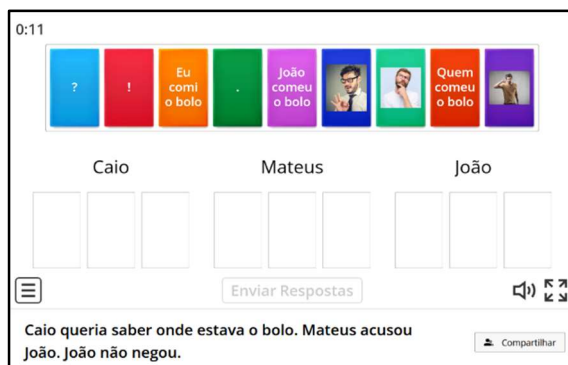 0:11
?
!
Eu
comi
o bolo
.
João
comeu
o bolo
Quem
comeu
o bolo
Caio
Mateus
João
Enviar Respostas
Caio queria saber onde estava o bolo. Mateus acusou
João. João não negou.
Compartilhar